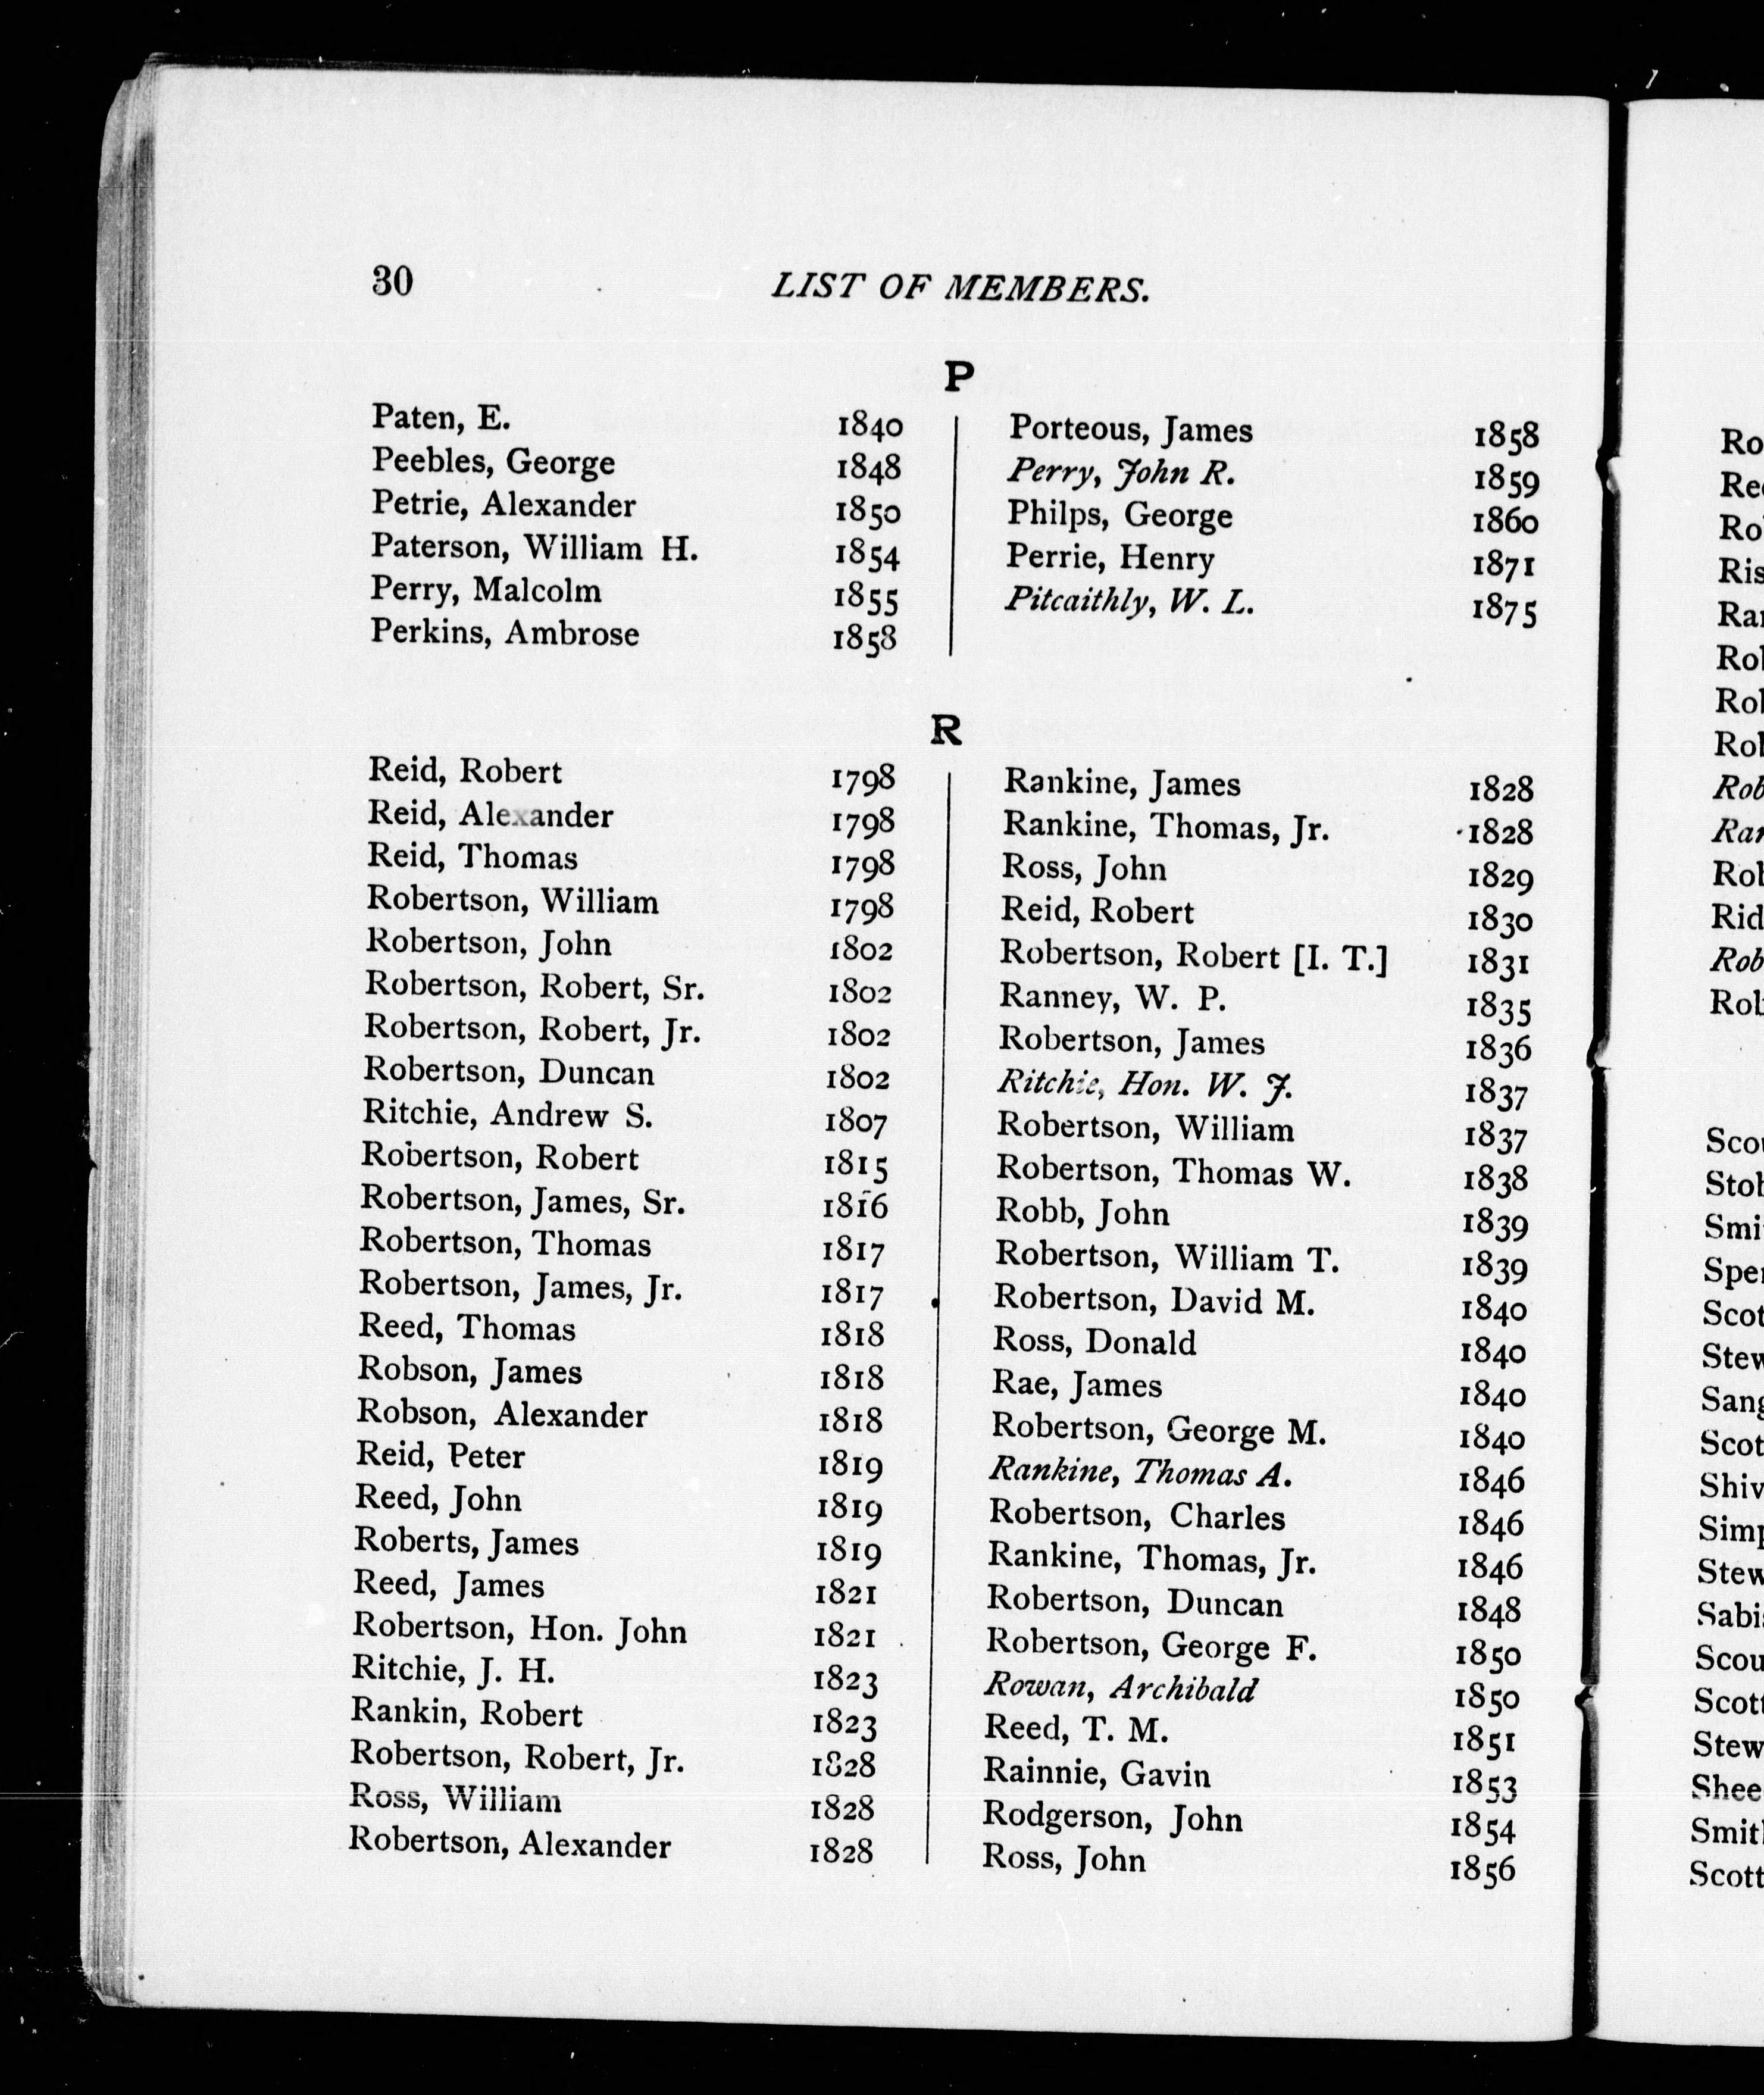 30 LIST OF MEMBERS.
P
Paten, E. 1840
Peebles, George 1848
Petrie, Alexander 1850
Paterson, William H. 1854
Perry, Malcolm 1855
Perkins, Ambrose 1858
Porteous, James 1858
Perry, John R. 1859
Philps, George 1860
Perrie, Henry 1871
Pitcaithly, W. L. 1875
R
Reid, Robert 1798
Reid, Alexander 1798
Reid, Thomas 1798
Robertson, William 1798
Robertson, John 1802
Robertson, Robert, Sr. 1802
Robertson, Robert, Jr. 1802
Robertson, Duncan 1802
Ritchie, Andrew S. 1807
Robertson, Robert 1815
Robertson, James, Sr. 1816
Robertson, Thomas 1817
Robertson, James, Jr. 1817
Reed, Thomas 1818
Robson, James 1818
Robson, Alexander 1818
Reid, Peter 1819
Reed, John 1819
Roberts, James 1819
Reed, James 1821
Robertson, Hon. John 1821
Ritchie, J. H. 1823
Rankin, Robert 1823
Robertson, Robert, Jr. 1828
Ross, William 1828
Robertson, Alexander 1828
Rankine, James 1828
Rankine, Thomas, Jr. 1828
Ross, John 1829
Reid, Robert 1830
Robertson, Robert [I. T.] 1831
Ranney, W. P. 1835
Robertson, James 1836
Ritchie, Hon. W. J. 1837
Robertson, William 1837
Robertson, Thomas W. 1838
Robb, John 1839
Robertson, William T. 1839
Robertson, David M. 1840
Ross, Donald 1840
Rae, James 1840
Robertson, George M. 1840
Rankine, Thomas A. 1846
Robertson, Charles 1846
Rankine, Thomas, Jr. 1846
Robertson, Duncan 1848
Robertson, George F. 1850
Rowan, Archibald 1850
Reed, T. M. 1851
Rainnie, Gavin 1853
Rodgerson, John 1854
Ross, John 1856